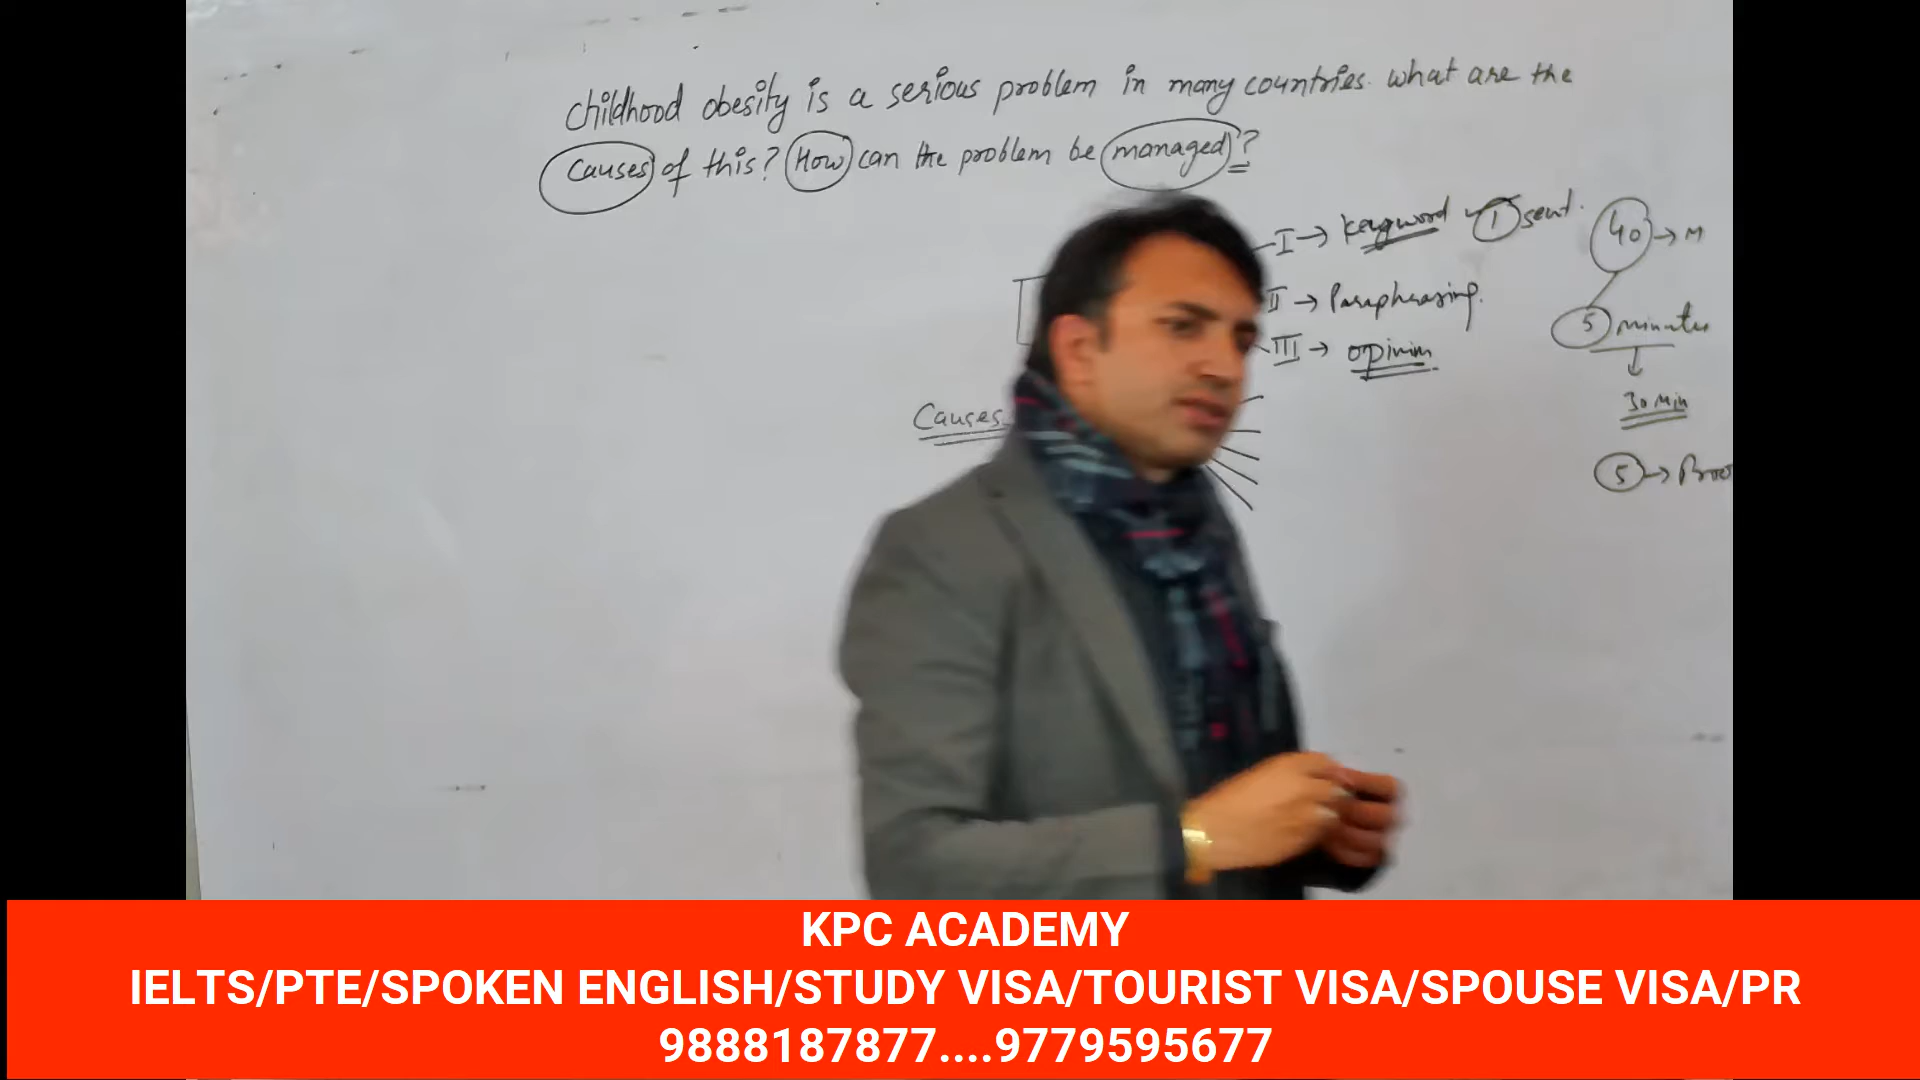 Childhood obesity is a serious problem in many countries. what are the
Causes of this? How can the problem be managed?
I → keyword 1 sent.
II → Paraphrasing.
III → opinion
40 → M
5 minutes
30 Min
5 →
Causes
KPC ACADEMY
IELTS/PTE/SPOKEN ENGLISH/STUDY VISA/TOURIST VISA/SPOUSE VISA/PR
9888187877....9779595677